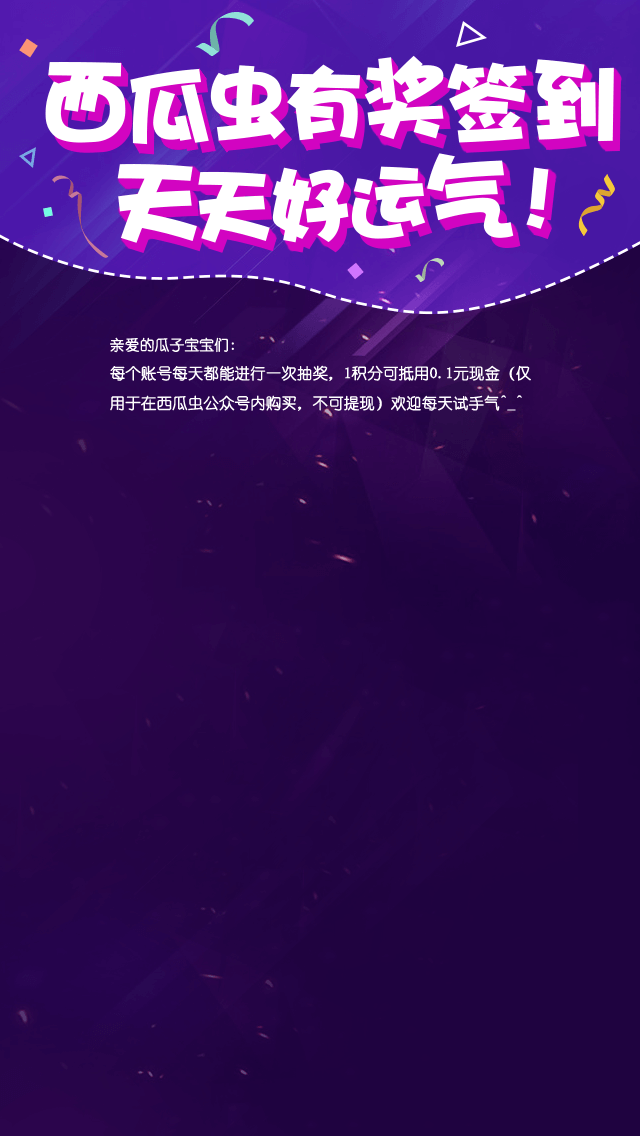 西瓜虫有奖签到
天天好运气！
亲爱的瓜子宝宝们：
每个账号每天都能进行一次抽奖，1积分可抵用0.1元现金（仅
用于在西瓜虫公众号内购买，不可提现）欢迎每天试手气^_^